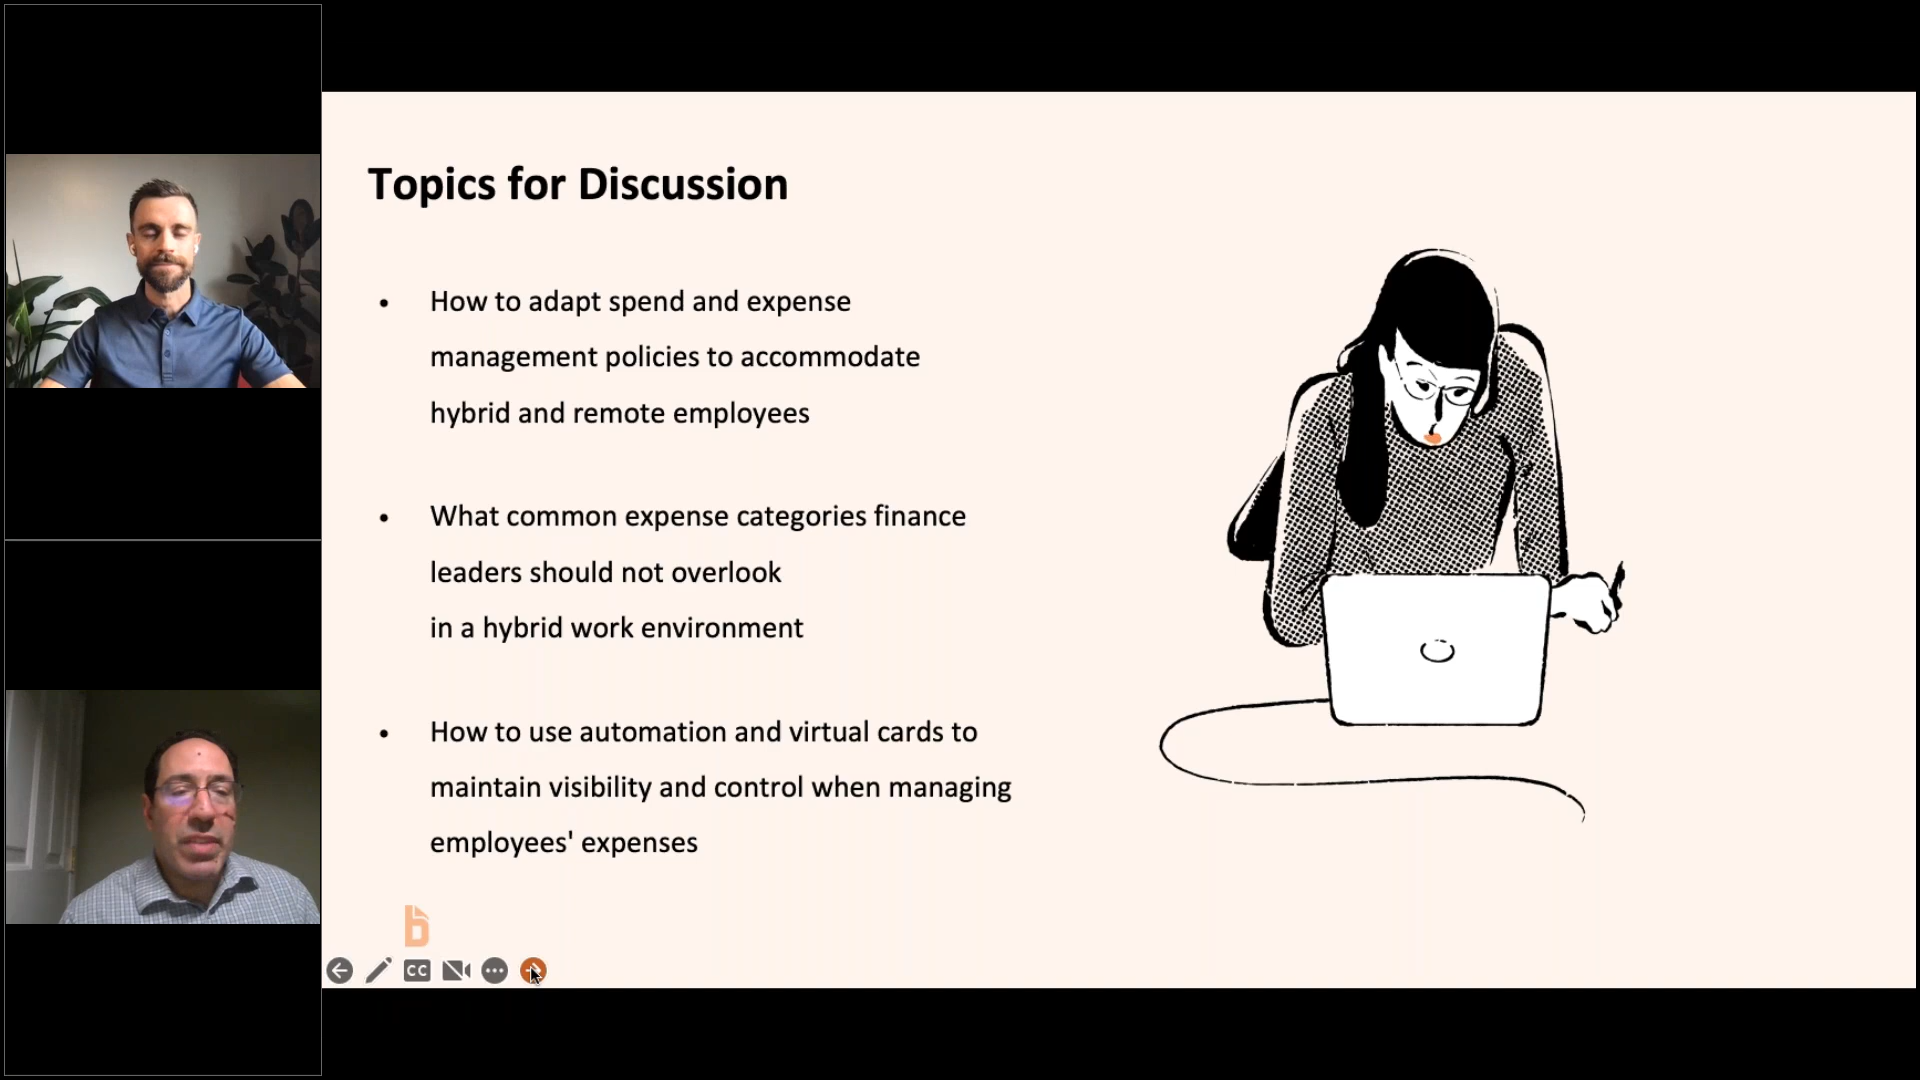 Topics for Discussion
• How to adapt spend and expense
management policies to accommodate
hybrid and remote employees
• What common expense categories finance
leaders should not overlook
in a hybrid work environment
• How to use automation and virtual cards to
maintain visibility and control when managing
employees' expenses
b
CC